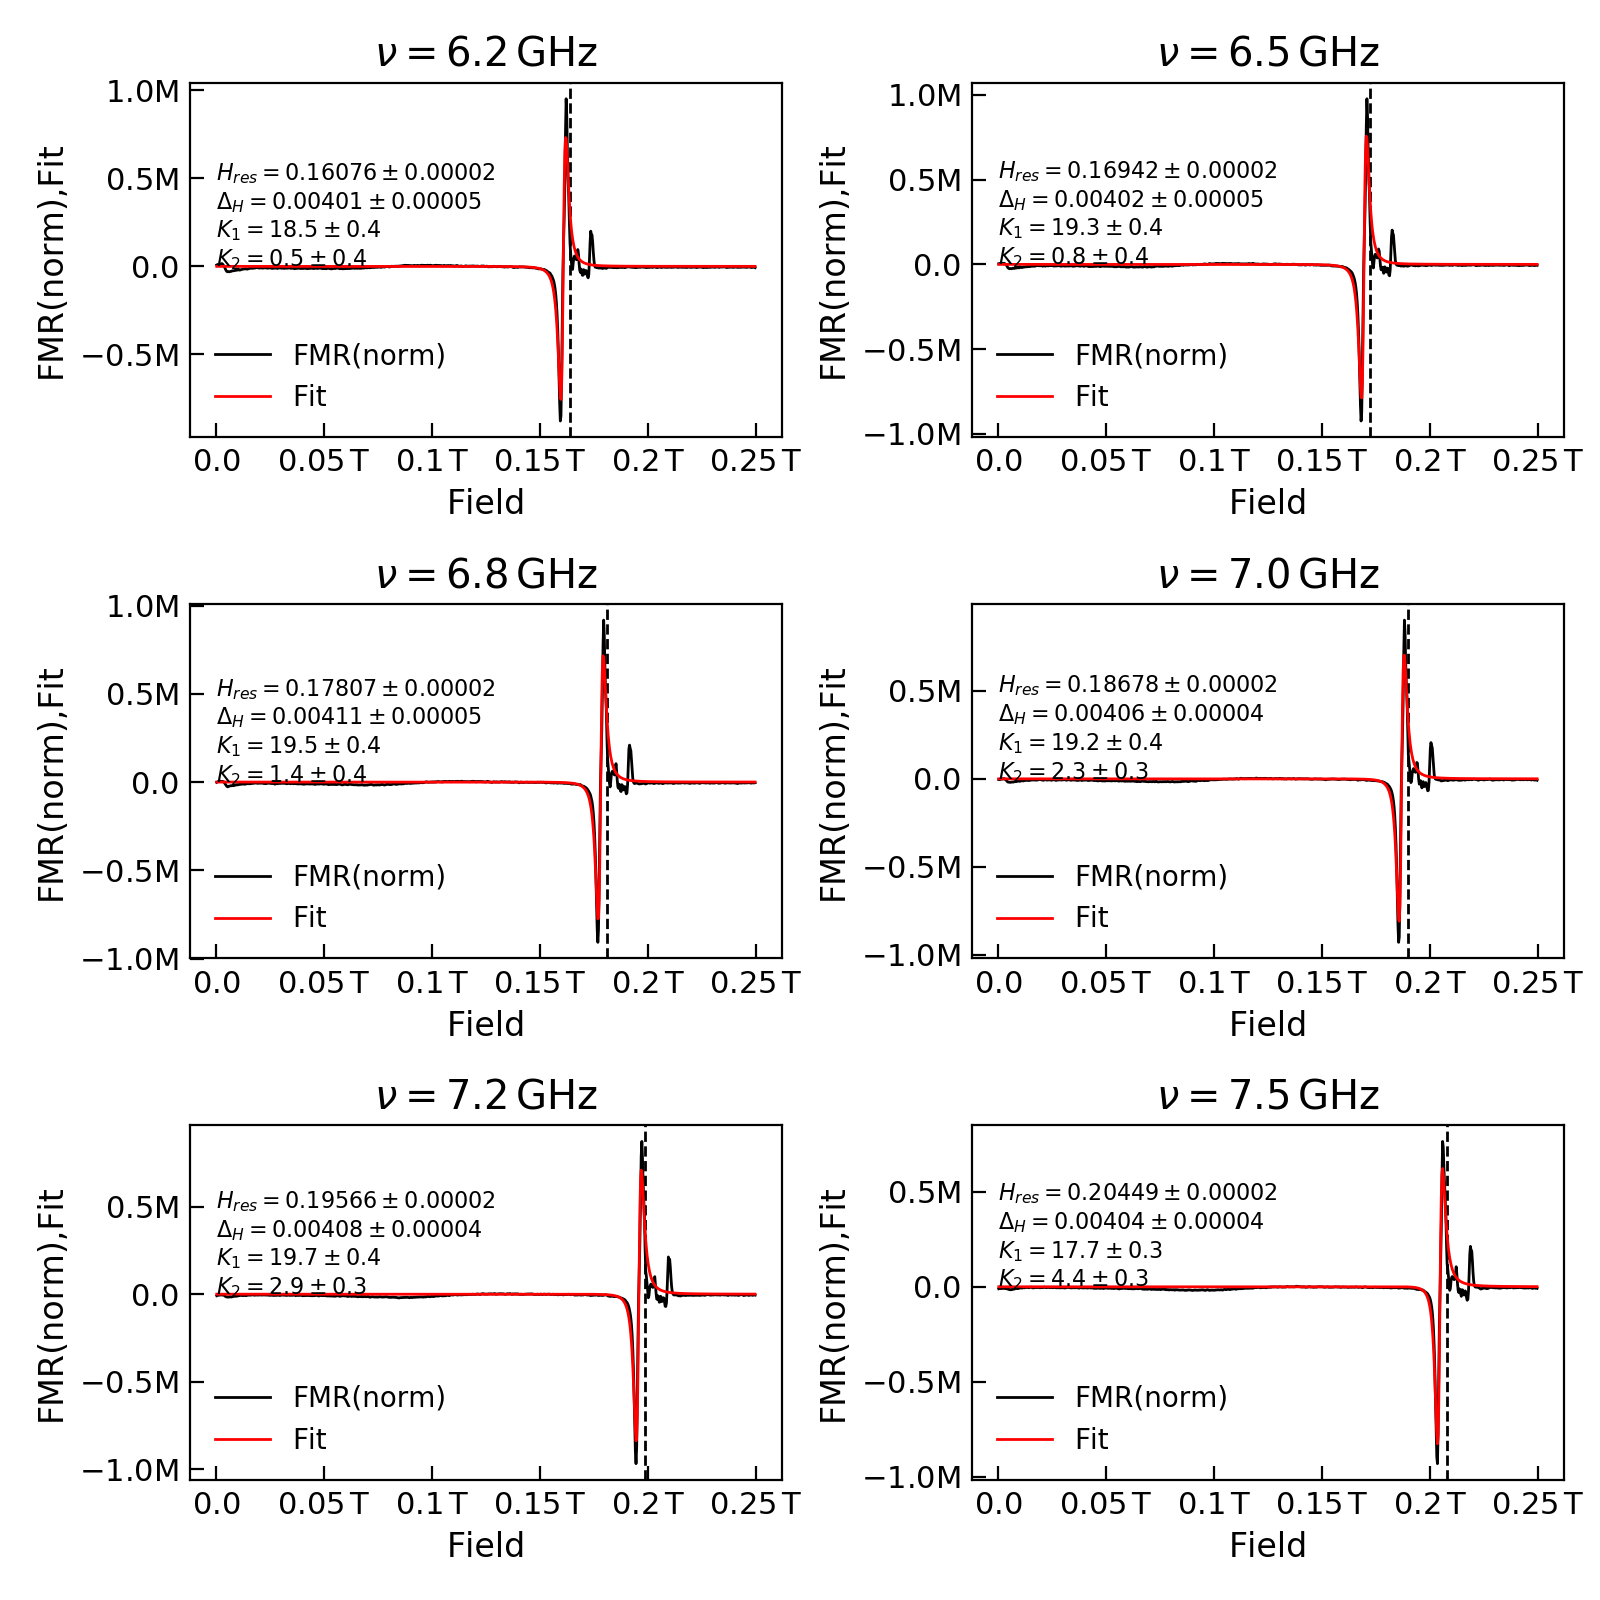 ν = 6.2 GHz
1.0M
0.5M
0.0
−0.5M
FMR(norm),Fit
H_res = 0.16076 ± 0.00002
Δ_H = 0.00401 ± 0.00005
K_1 = 18.5 ± 0.4
K_2 = 0.5 ± 0.4
FMR(norm)
Fit
0.0 0.05 T 0.1 T 0.15 T 0.2 T 0.25 T
Field
ν = 6.5 GHz
1.0M
0.5M
0.0
−0.5M
−1.0M
FMR(norm),Fit
H_res = 0.16942 ± 0.00002
Δ_H = 0.00402 ± 0.00005
K_1 = 19.3 ± 0.4
K_2 = 0.8 ± 0.4
FMR(norm)
Fit
0.0 0.05 T 0.1 T 0.15 T 0.2 T 0.25 T
Field
ν = 6.8 GHz
1.0M
0.5M
0.0
−0.5M
−1.0M
FMR(norm),Fit
H_res = 0.17807 ± 0.00002
Δ_H = 0.00411 ± 0.00005
K_1 = 19.5 ± 0.4
K_2 = 1.4 ± 0.4
FMR(norm)
Fit
0.0 0.05 T 0.1 T 0.15 T 0.2 T 0.25 T
Field
ν = 7.0 GHz
0.5M
0.0
−0.5M
−1.0M
FMR(norm),Fit
H_res = 0.18678 ± 0.00002
Δ_H = 0.00406 ± 0.00004
K_1 = 19.2 ± 0.4
K_2 = 2.3 ± 0.3
FMR(norm)
Fit
0.0 0.05 T 0.1 T 0.15 T 0.2 T 0.25 T
Field
ν = 7.2 GHz
0.5M
0.0
−0.5M
−1.0M
FMR(norm),Fit
H_res = 0.19566 ± 0.00002
Δ_H = 0.00408 ± 0.00004
K_1 = 19.7 ± 0.4
K_2 = 2.9 ± 0.3
FMR(norm)
Fit
0.0 0.05 T 0.1 T 0.15 T 0.2 T 0.25 T
Field
ν = 7.5 GHz
0.5M
0.0
−0.5M
−1.0M
FMR(norm),Fit
H_res = 0.20449 ± 0.00002
Δ_H = 0.00404 ± 0.00004
K_1 = 17.7 ± 0.3
K_2 = 4.4 ± 0.3
FMR(norm)
Fit
0.0 0.05 T 0.1 T 0.15 T 0.2 T 0.25 T
Field